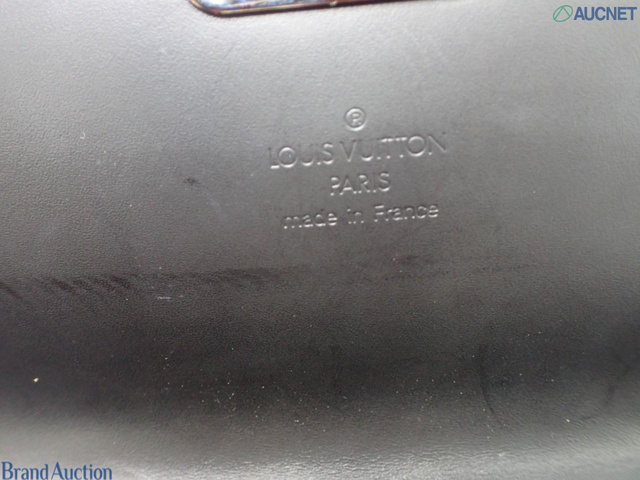 AUCNET
®
LOUIS VUITTON
PARIS
made in France
Brand Auction